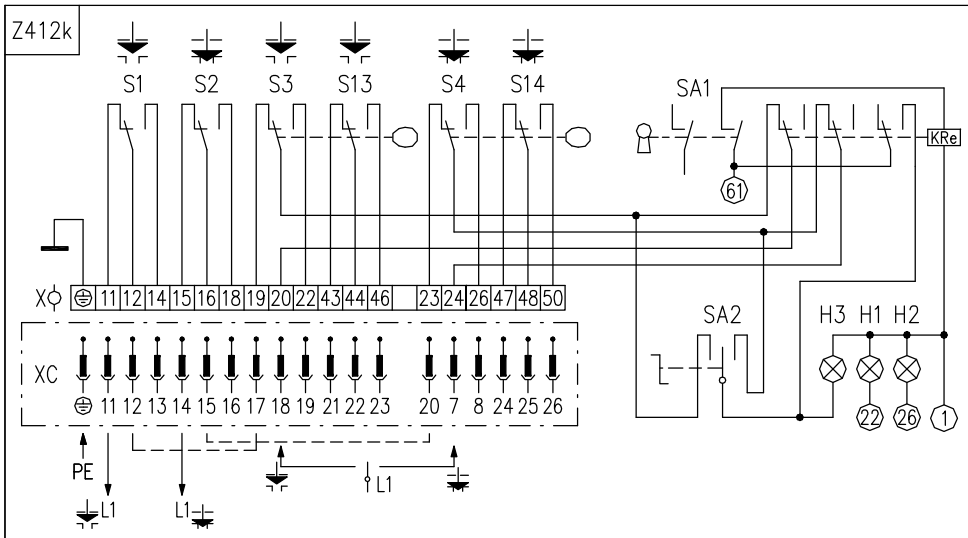 Z412k
S1 S2 S3 S13 S4 S14
SA1
KRe
61
X 11 12 14 15 16 18 19 20 22 43 44 46 23 24 26 47 48 50
SA2 H3 H1 H2
XC
11 12 13 14 15 16 17 18 19 21 22 23 20 7 8 24 25 26
22 26 1
PE
L1 L1 L1